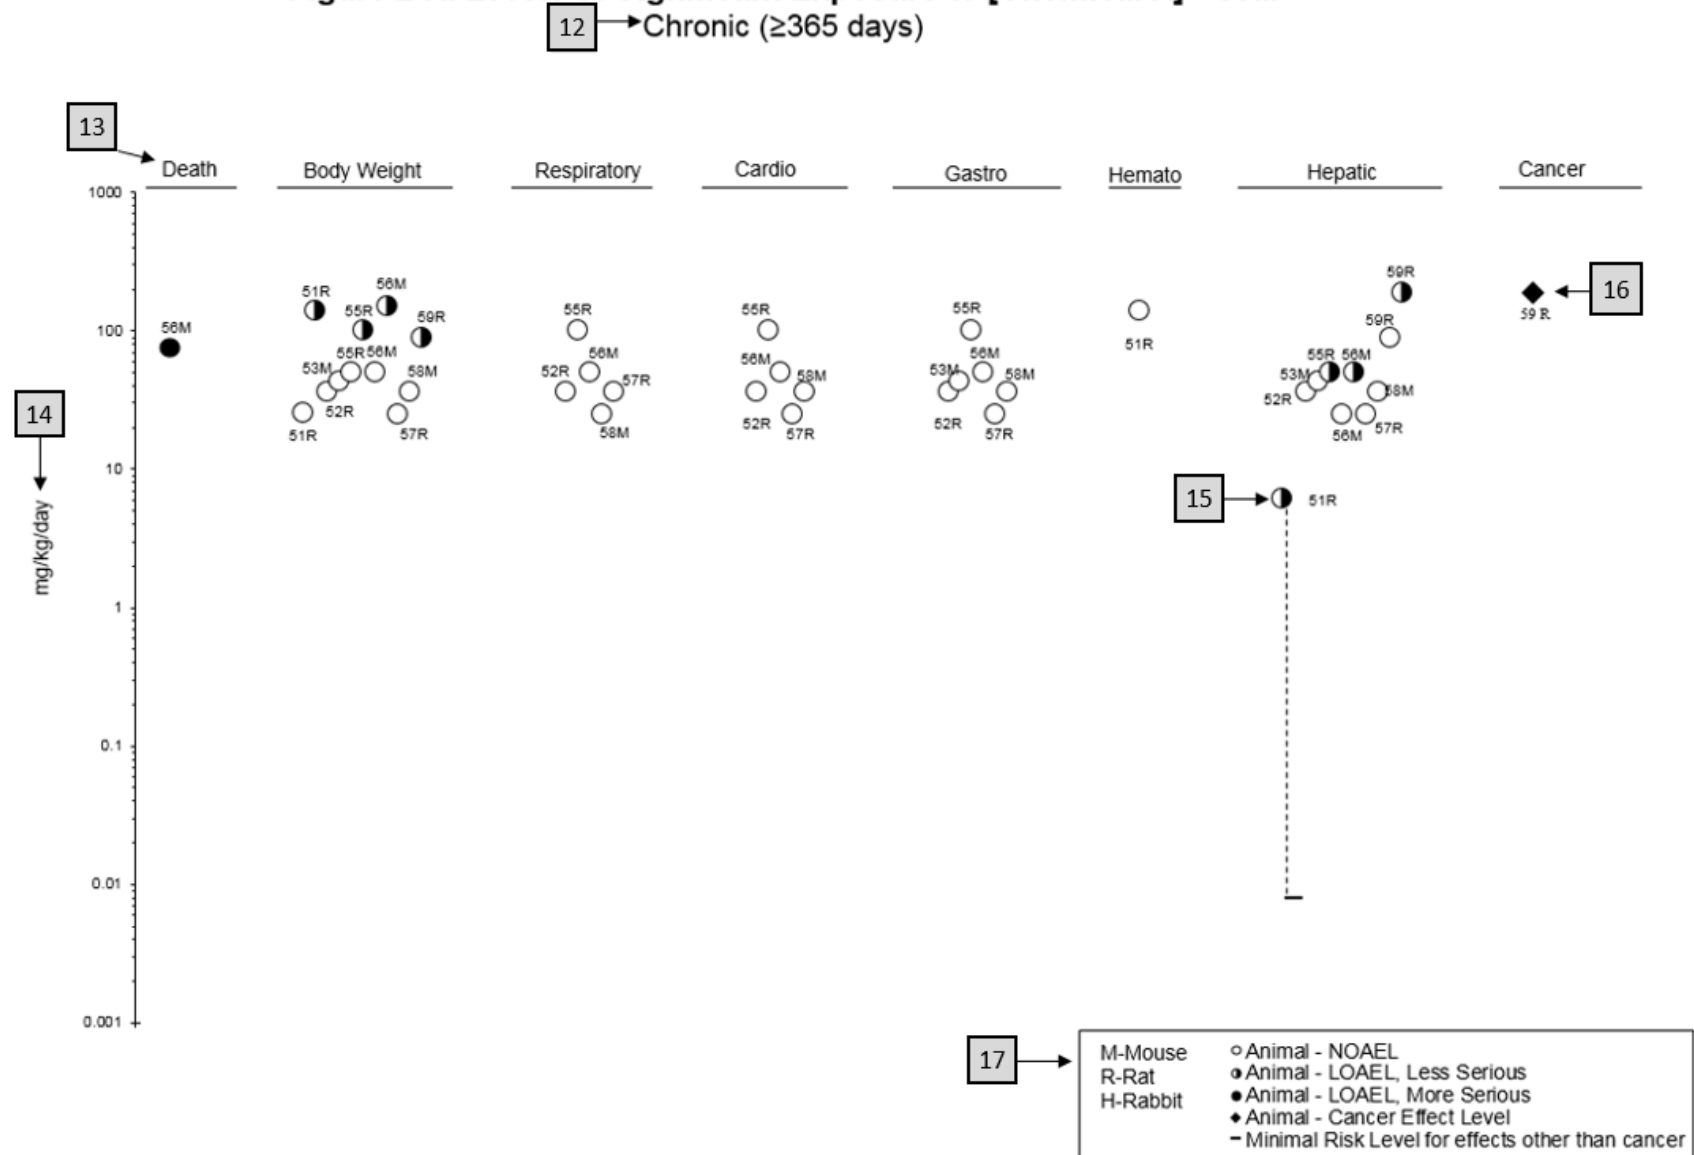 12
Chronic (≥365 days)
13
Death
Body Weight
Respiratory
Cardio
Gastro
Hemato
Hepatic
Cancer
1000
100
10
1
0.1
0.01
0.001
14
mg/kg/day
56M
51R
56M
55R
59R
55R
56M
53M
58M
52R
51R
57R
55R
56M
52R
57R
58M
55R
56M
58M
52R
57R
55R
56M
53M
58M
52R
57R
51R
59R
59R
55R
56M
53M
58M
52R
57R
56M
15
51R
16
59 R
17
M-Mouse
R-Rat
H-Rabbit
Animal - NOAEL
Animal - LOAEL, Less Serious
Animal - LOAEL, More Serious
Animal - Cancer Effect Level
Minimal Risk Level for effects other than cancer